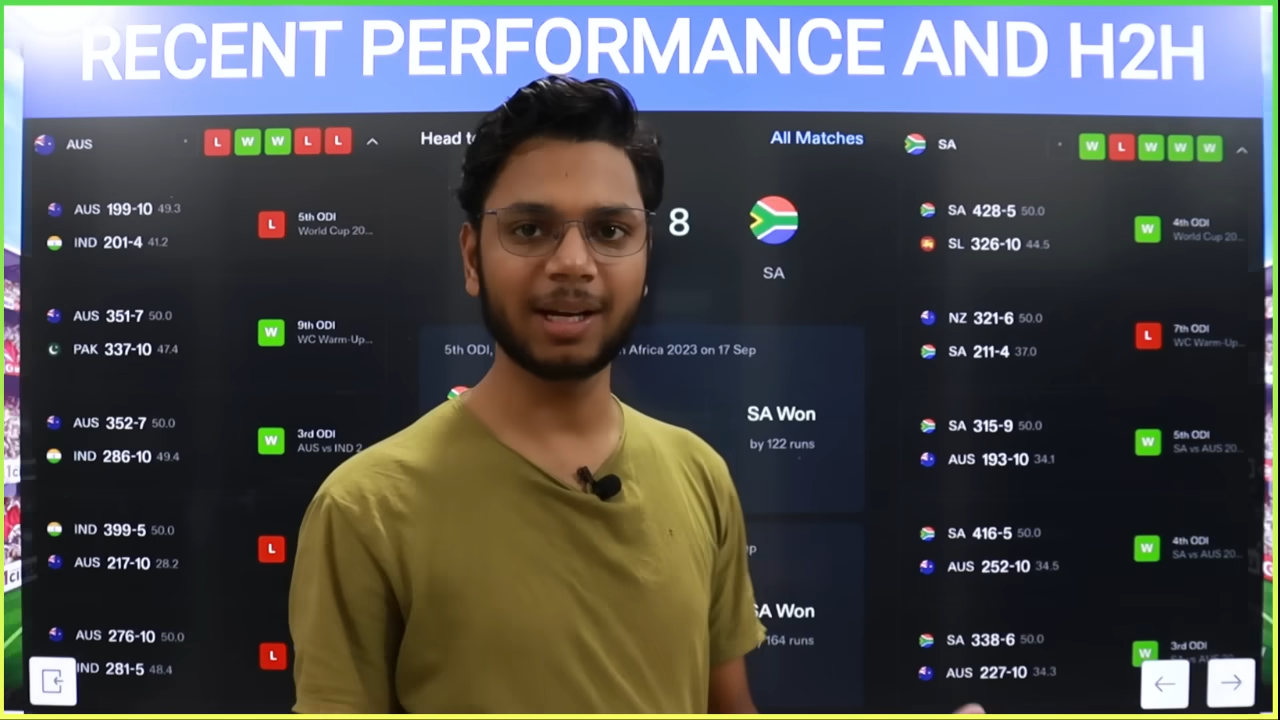 RECENT PERFORMANCE AND H2H
AUS L W W L L
AUS 199-10 49.3
IND 201-4 41.2
L 5th ODI
World Cup 20...
AUS 351-7 50.0
PAK 337-10 47.4
W 9th ODI
WC Warm-Up...
AUS 352-7 50.0
IND 286-10 49.4
W 3rd ODI
AUS vs IND 2
IND 399-5 50.0
AUS 217-10 28.2
L
AUS 276-10 50.0
IND 281-5 48.4
L
Head
All Matches
8
SA
5th ODI, Africa 2023 on 17 Sep
SA Won
by 122 runs
SA Won
164 runs
SA W L W W W
SA 428-5 50.0
SL 326-10 44.5
W 4th ODI
World Cup 20...
NZ 321-6 50.0
SA 211-4 37.0
L 7th ODI
WC Warm-Up...
SA 315-9 50.0
AUS 193-10 34.1
W 5th ODI
SA vs AUS 20...
SA 416-5 50.0
AUS 252-10 34.5
W 4th ODI
SA vs AUS 20...
SA 338-6 50.0
AUS 227-10 34.3
W 3rd ODI